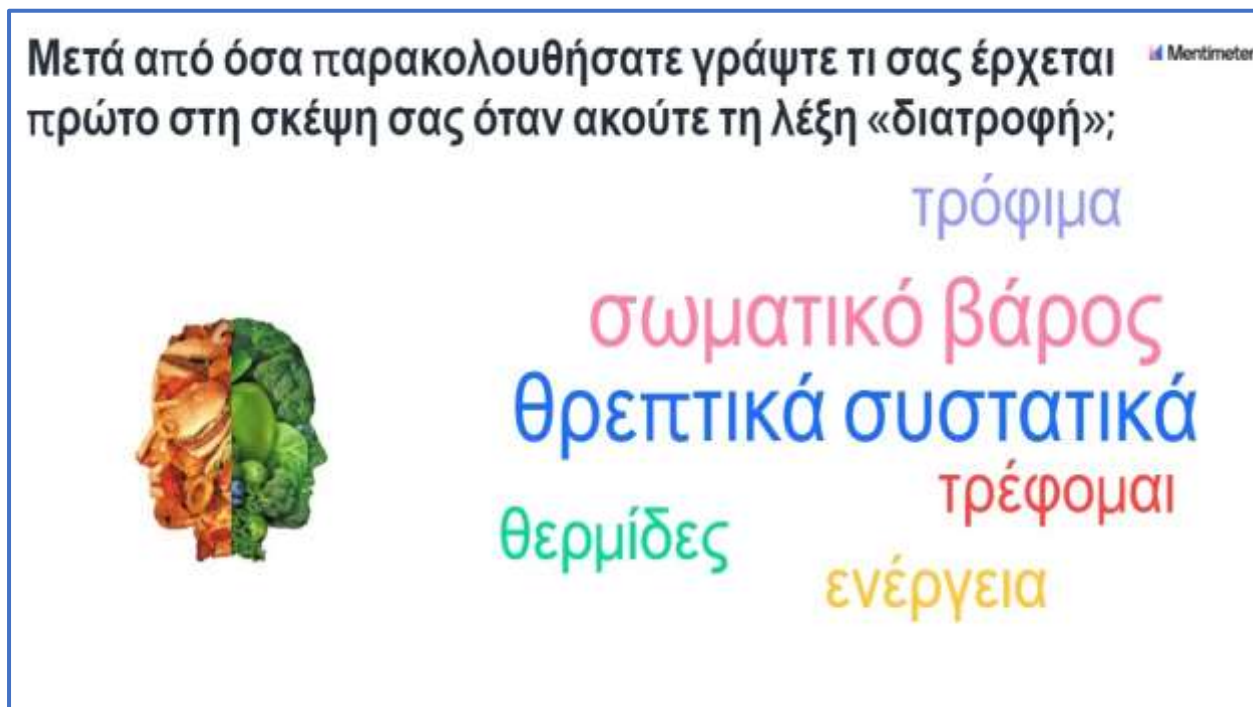 Μετά από όσα παρακολουθήσατε γράψτε τι σας έρχεται
πρώτο στη σκέψη σας όταν ακούτε τη λέξη «διατροφή»;
Mentimeter
τρόφιμα
σωματικό βάρος
θρεπτικά συστατικά
τρέφομαι
θερμίδες
ενέργεια